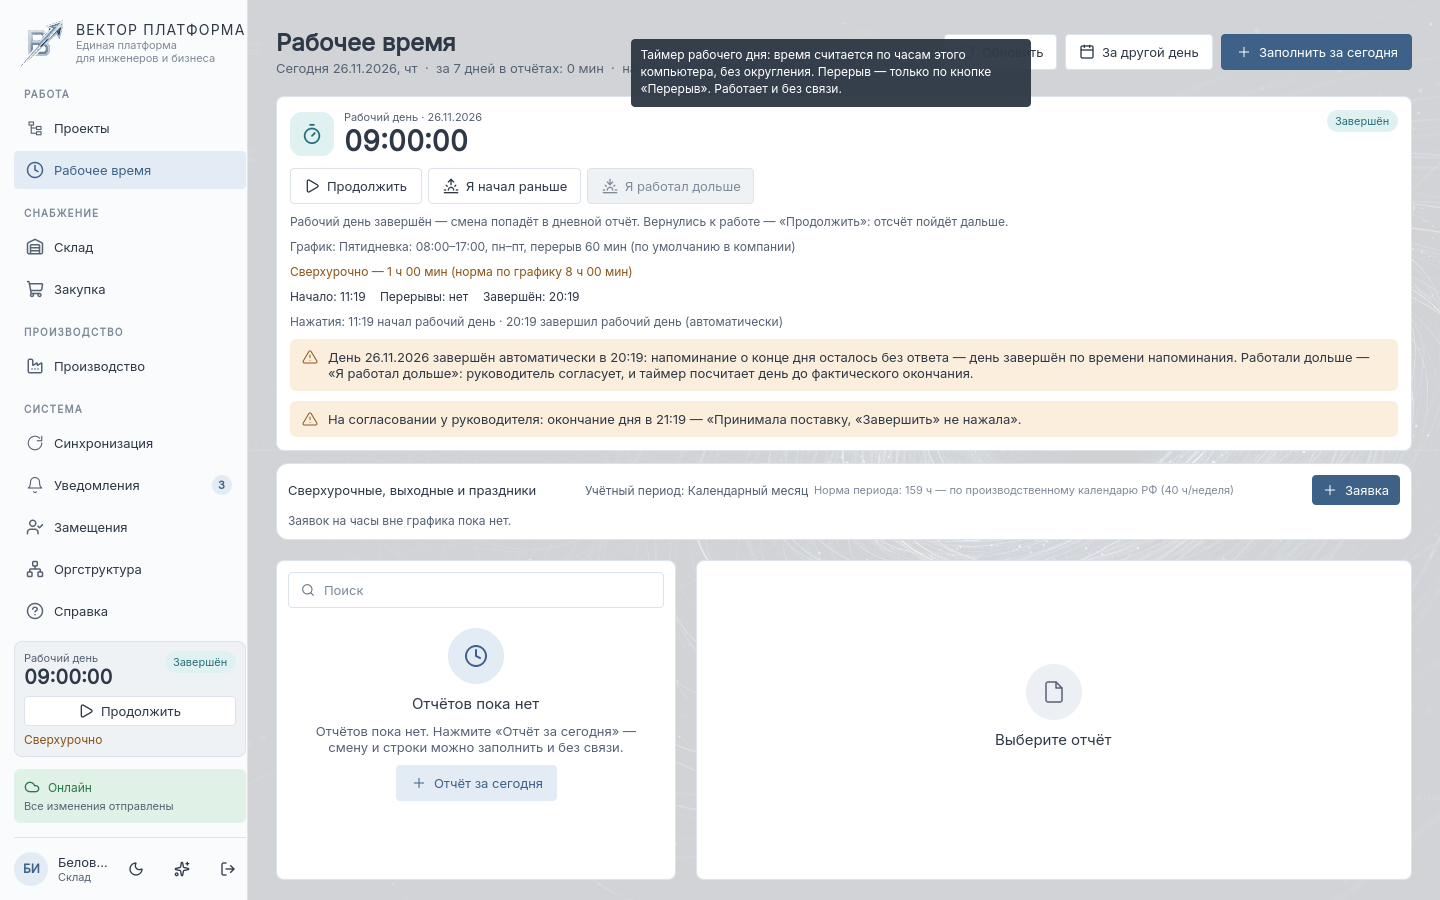 ВЕКТОР ПЛАТФОРМА
Единая платформа
для инженеров и бизнеса
РАБОТА
Проекты
Рабочее время
СНАБЖЕНИЕ
Склад
Закупка
ПРОИЗВОДСТВО
Производство
СИСТЕМА
Синхронизация
Уведомления
3
Замещения
Оргструктура
Справка
Рабочий день
Завершён
09:00:00
Продолжить
Сверхурочно
Онлайн
Все изменения отправлены
БИ
Белов...
Склад
Рабочее время
Сегодня 26.11.2026, чт · за 7 дней в отчётах: 0 мин ·
Таймер рабочего дня: время считается по часам этого
компьютера, без округления. Перерыв — только по кнопке
«Перерыв». Работает и без связи.
Обновить
За другой день
Заполнить за сегодня
Рабочий день · 26.11.2026
09:00:00
Завершён
Продолжить
Я начал раньше
Я работал дольше
Рабочий день завершён — смена попадёт в дневной отчёт. Вернулись к работе — «Продолжить»: отсчёт пойдёт дальше.
График: Пятидневка: 08:00–17:00, пн–пт, перерыв 60 мин (по умолчанию в компании)
Сверхурочно — 1 ч 00 мин (норма по графику 8 ч 00 мин)
Начало: 11:19 Перерывы: нет Завершён: 20:19
Нажатия: 11:19 начал рабочий день · 20:19 завершил рабочий день (автоматически)
День 26.11.2026 завершён автоматически в 20:19: напоминание о конце дня осталось без ответа — день завершён по времени напоминания. Работали дольше —
«Я работал дольше»: руководитель согласует, и таймер посчитает день до фактического окончания.
На согласовании у руководителя: окончание дня в 21:19 — «Принимала поставку, «Завершить» не нажала».
Сверхурочные, выходные и праздники
Учётный период: Календарный месяц
Норма периода: 159 ч — по производственному календарю РФ (40 ч/неделя)
Заявка
Заявок на часы вне графика пока нет.
Поиск
Отчётов пока нет
Отчётов пока нет. Нажмите «Отчёт за сегодня» —
смену и строки можно заполнить и без связи.
Отчёт за сегодня
Выберите отчёт